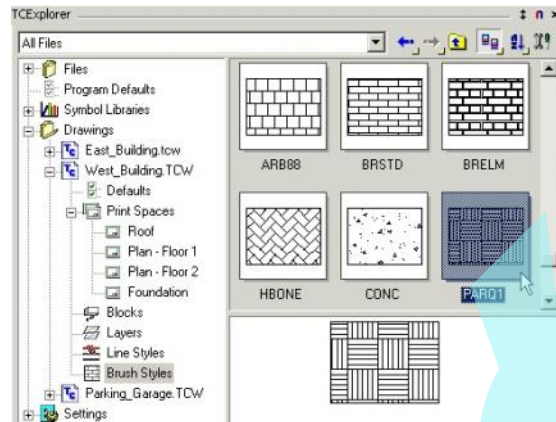 TCExplorer
All Files
Files
Program Defaults
Symbol Libraries
Drawings
East_Building.tcw
West_Building.TCW
Defaults
Print Spaces
Roof
Plan - Floor 1
Plan - Floor 2
Foundation
Blocks
Layers
Line Styles
Brush Styles
Parking_Garage.TCW
Settings
ARB88 BRSTD BRELM
HBONE CONC PARQ1